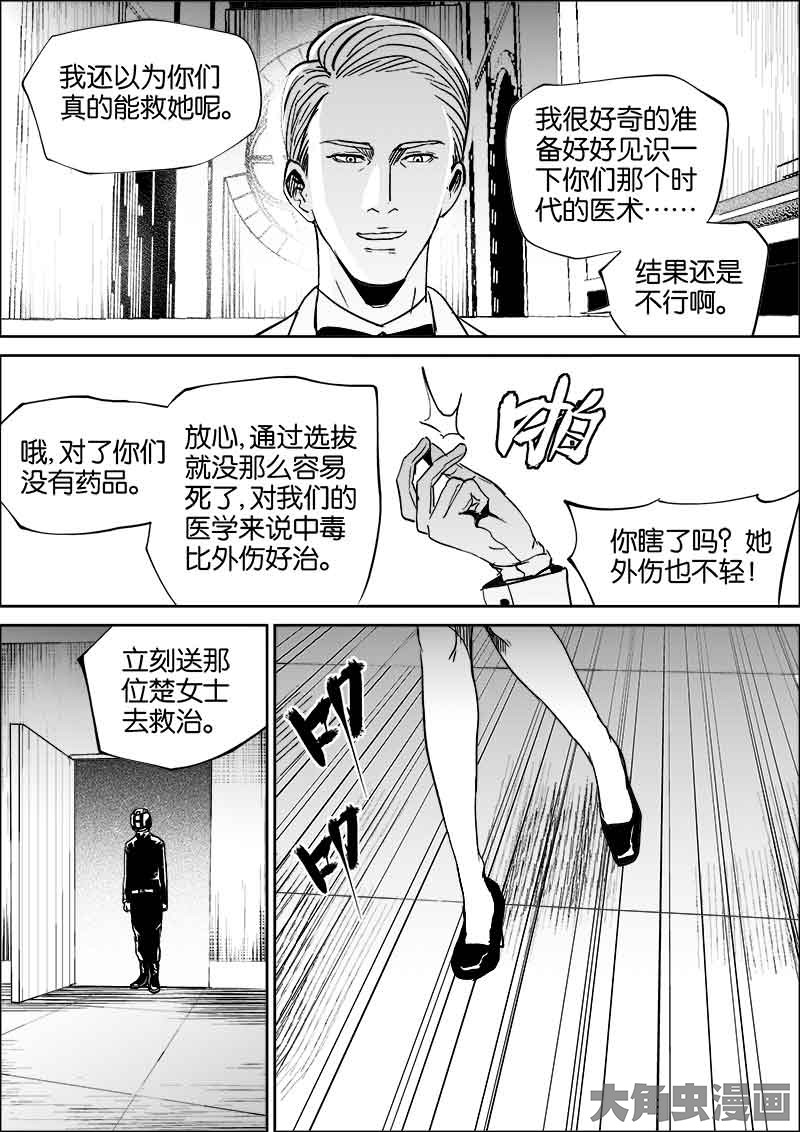 我还以为你们
真的能救她呢。
我很好奇的准
备好好见识一
下你们那个时
代的医术……
结果还是
不行啊。
哦,对了你们
没有药品。
放心,通过选拔
就没那么容易
死了,对我们的
医学来说中毒
比外伤好治。
啪
你瞎了吗?她
外伤也不轻!
立刻送那
位楚女士
去救治。
叩
叩
大角虫漫画